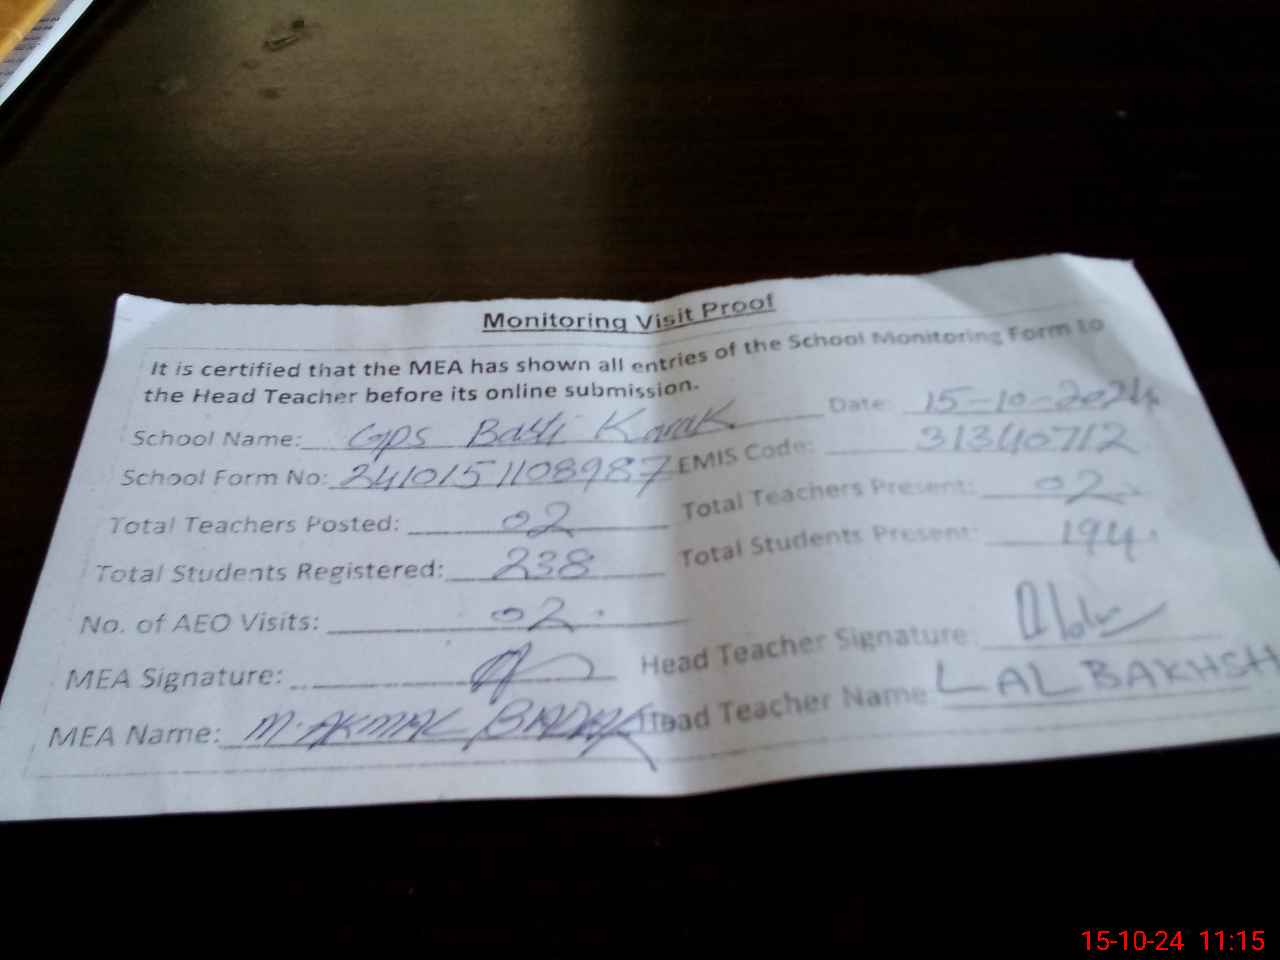 Monitoring Visit Proof
It is certified that the MEA has shown all entries of the School Monitoring Form to
the Head Teacher before its online submission.
School Name: GPS Basti Karak Date: 15-10-2024
School Form No: 2410151108987 EMIS Code: 31340712
Total Teachers Posted: 02 Total Teachers Present: 02
Total Students Registered: 238 Total Students Present: 194
No. of AEO Visits: 02
MEA Signature: Head Teacher Signature:
MEA Name: M. AKMAL Head Teacher Name LAL BAKHSH
15-10-24 11:15